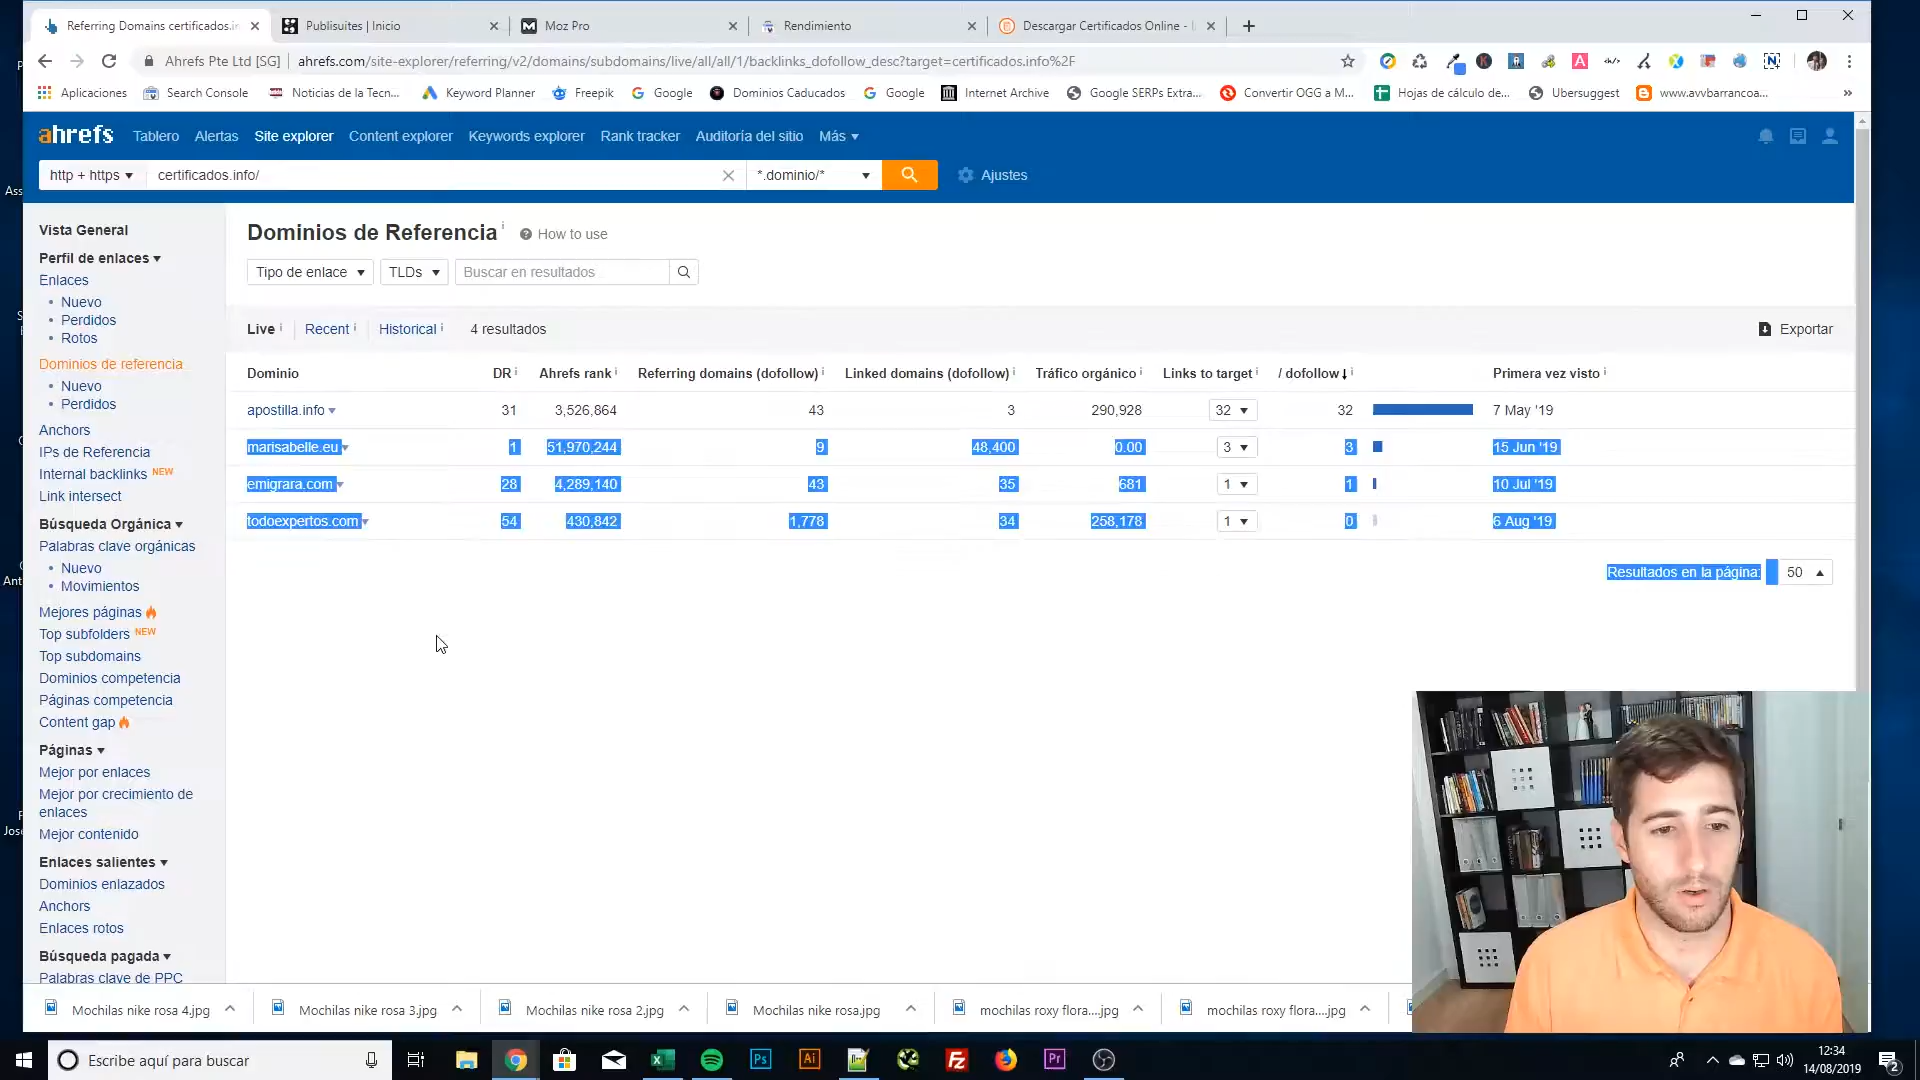 Referring Domains certificados.in
Publisuites | Inicio
Moz Pro
Rendimiento
Descargar Certificados Online -
Ahrefs Pte Ltd [SG]
ahrefs.com/site-explorer/referring/v2/domains/subdomains/live/all/all/1/backlinks_dofollow_desc?target=certificados.info%2F
Aplicaciones
Search Console
Noticias de la Tecn...
Keyword Planner
Freepik
Google
Dominios Caducados
Google
Internet Archive
Google SERPs Extra...
Convertir OGG a M...
Hojas de cálculo de...
Ubersuggest
www.avvbarrancoa...
»
ahrefs
Tablero
Alertas
Site explorer
Content explorer
Keywords explorer
Rank tracker
Auditoría del sitio
Más
http + https
certificados.info/
*.dominio/*
Ajustes
Vista General
Perfil de enlaces
Enlaces
• Nuevo
• Perdidos
• Rotos
Dominios de referencia
• Nuevo
• Perdidos
Anchors
IPs de Referencia
Internal backlinks NEW
Link intersect
Búsqueda Orgánica
Palabras clave orgánicas
• Nuevo
• Movimientos
Mejores páginas
Top subfolders NEW
Top subdomains
Dominios competencia
Páginas competencia
Content gap
Páginas
Mejor por enlaces
Mejor por crecimiento de
enlaces
Mejor contenido
Enlaces salientes
Dominios enlazados
Anchors
Enlaces rotos
Búsqueda pagada
Palabras clave de PPC
Dominios de Referencia i
How to use
Tipo de enlace
TLDs
Buscar en resultados
Live i
Recent i
Historical i
4 resultados
Exportar
Dominio DR i Ahrefs rank i Referring domains (dofollow) i Linked domains (dofollow) i Tráfico orgánico i Links to target i / dofollow i Primera vez visto i
apostilla.info 31 3,526,864 43 3 290,928 32 32 7 May '19
marisabelle.eu 1 51,970,244 9 48,400 0.00 3 3 15 Jun '19
emigrara.com 28 4,289,140 43 35 681 1 1 10 Jul '19
todoexpertos.com 54 430,842 1,778 34 258,178 1 0 6 Aug '19
Resultados en la página: 50
Mochilas nike rosa 4.jpg
Mochilas nike rosa 3.jpg
Mochilas nike rosa 2.jpg
Mochilas nike rosa.jpg
mochilas roxy flora....jpg
mochilas roxy flora....jpg
Escribe aquí para buscar
12:34
14/08/2019
2